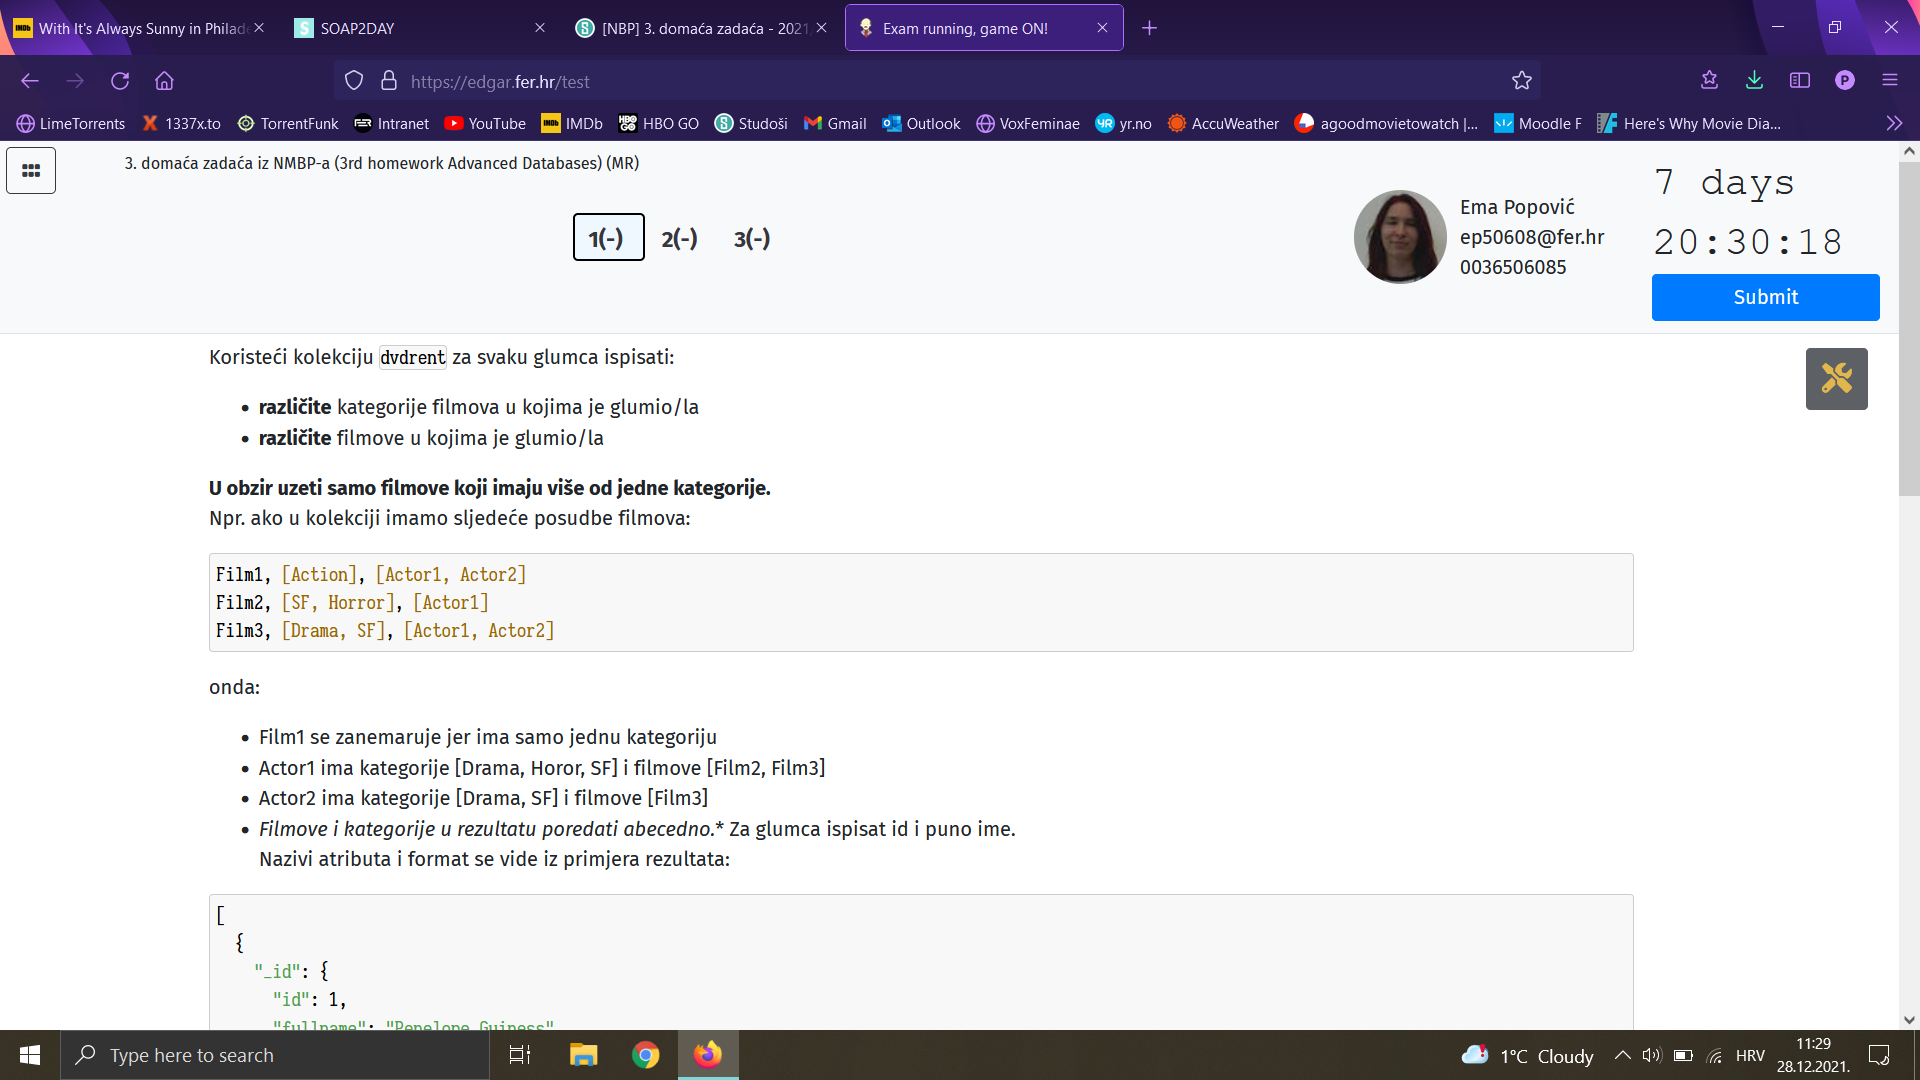 With It's Always Sunny in Philade
SOAP2DAY
[NBP] 3. domaća zadaća - 2021
Exam running, game ON!
https://edgar.fer.hr/test
LimeTorrents
1337x.to
TorrentFunk
Intranet
YouTube
IMDb
HBO GO
Studoši
Gmail
Outlook
VoxFeminae
yr.no
AccuWeather
agoodmovietowatch |...
Moodle F
Here's Why Movie Dia...
3. domaća zadaća iz NMBP-a (3rd homework Advanced Databases) (MR)
1(-) 2(-) 3(-)
Ema Popović
ep50608@fer.hr
0036506085
7 days
20:30:18
Submit
Koristeći kolekciju dvdrent za svaku glumca ispisati:
• različite kategorije filmova u kojima je glumio/la
• različite filmove u kojima je glumio/la
U obzir uzeti samo filmove koji imaju više od jedne kategorije.
Npr. ako u kolekciji imamo sljedeće posudbe filmova:
Film1, [Action], [Actor1, Actor2]
Film2, [SF, Horror], [Actor1]
Film3, [Drama, SF], [Actor1, Actor2]
onda:
• Film1 se zanemaruje jer ima samo jednu kategoriju
• Actor1 ima kategorije [Drama, Horor, SF] i filmove [Film2, Film3]
• Actor2 ima kategorije [Drama, SF] i filmove [Film3]
• Filmove i kategorije u rezultatu poredati abecedno.* Za glumca ispisat id i puno ime.
Nazivi atributa i format se vide iz primjera rezultata:
[
{
"_id": {
"id": 1,
"fullname": "Penelope Guiness"
Type here to search
1°C Cloudy
HRV
11:29
28.12.2021.